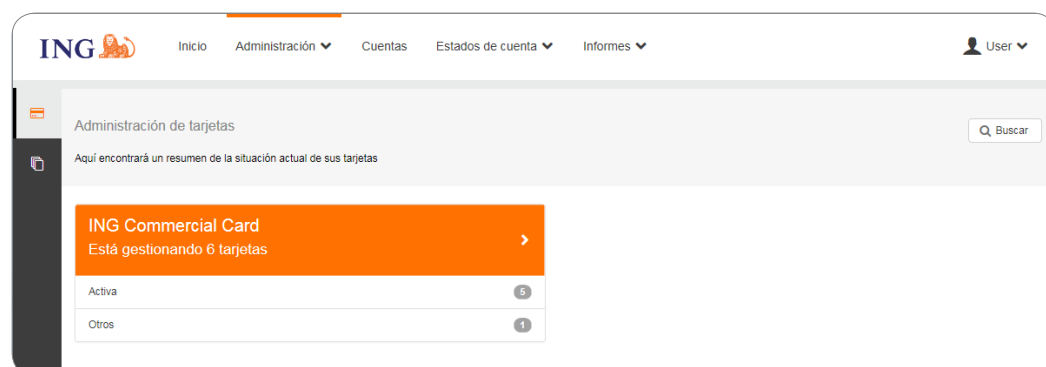 ING Inicio Administración Cuentas Estados de cuenta Informes User
Administración de tarjetas
Buscar
Aquí encontrará un resumen de la situación actual de sus tarjetas
ING Commercial Card
Está gestionando 6 tarjetas
Activa 5
Otros 1